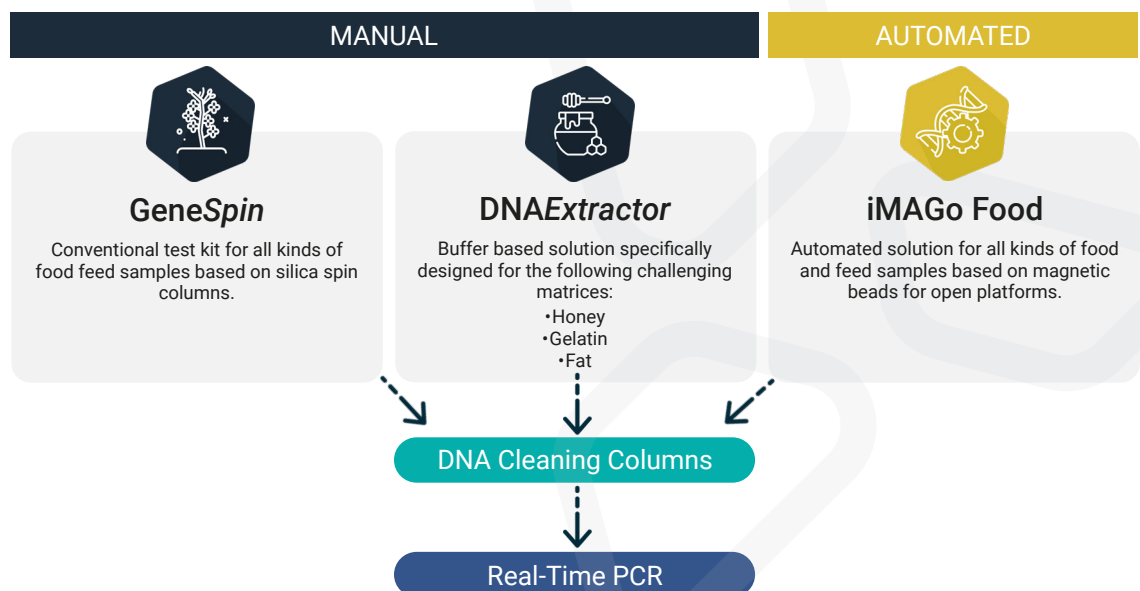 MANUAL
AUTOMATED
GeneSpin
Conventional test kit for all kinds of
food feed samples based on silica spin
columns.
DNAExtractor
Buffer based solution specifically
designed for the following challenging
matrices:
•Honey
•Gelatin
•Fat
iMAGo Food
Automated solution for all kinds of food
and feed samples based on magnetic
beads for open platforms.
DNA Cleaning Columns
Real-Time PCR